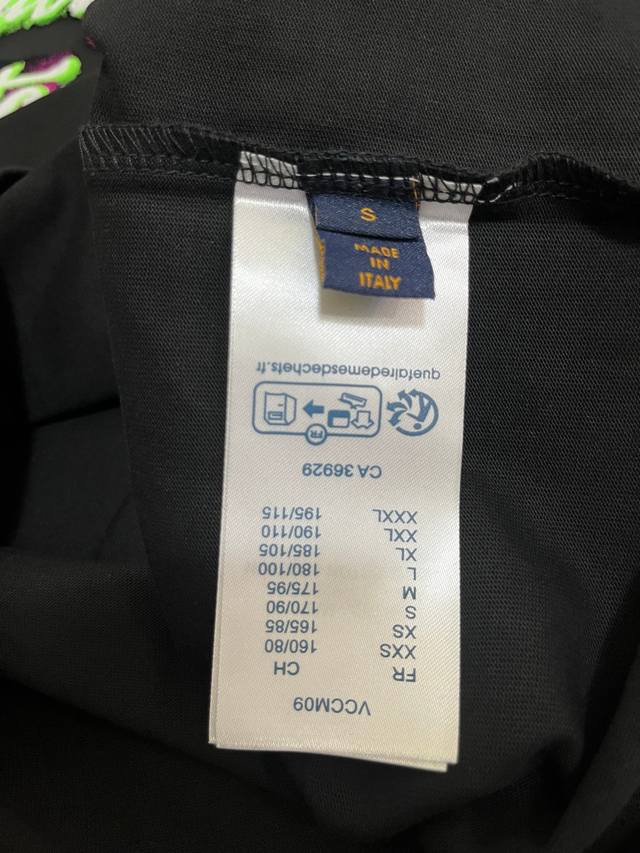 S
MADE
IN
ITALY
VCCM09
FR CH
XXS 160/80
XS 165/85
S 170/90
M 175/95
L 180/100
XL 185/105
XXL 190/110
XXXL 195/115
CA 36929
FR
quefairedemesdechets.fr